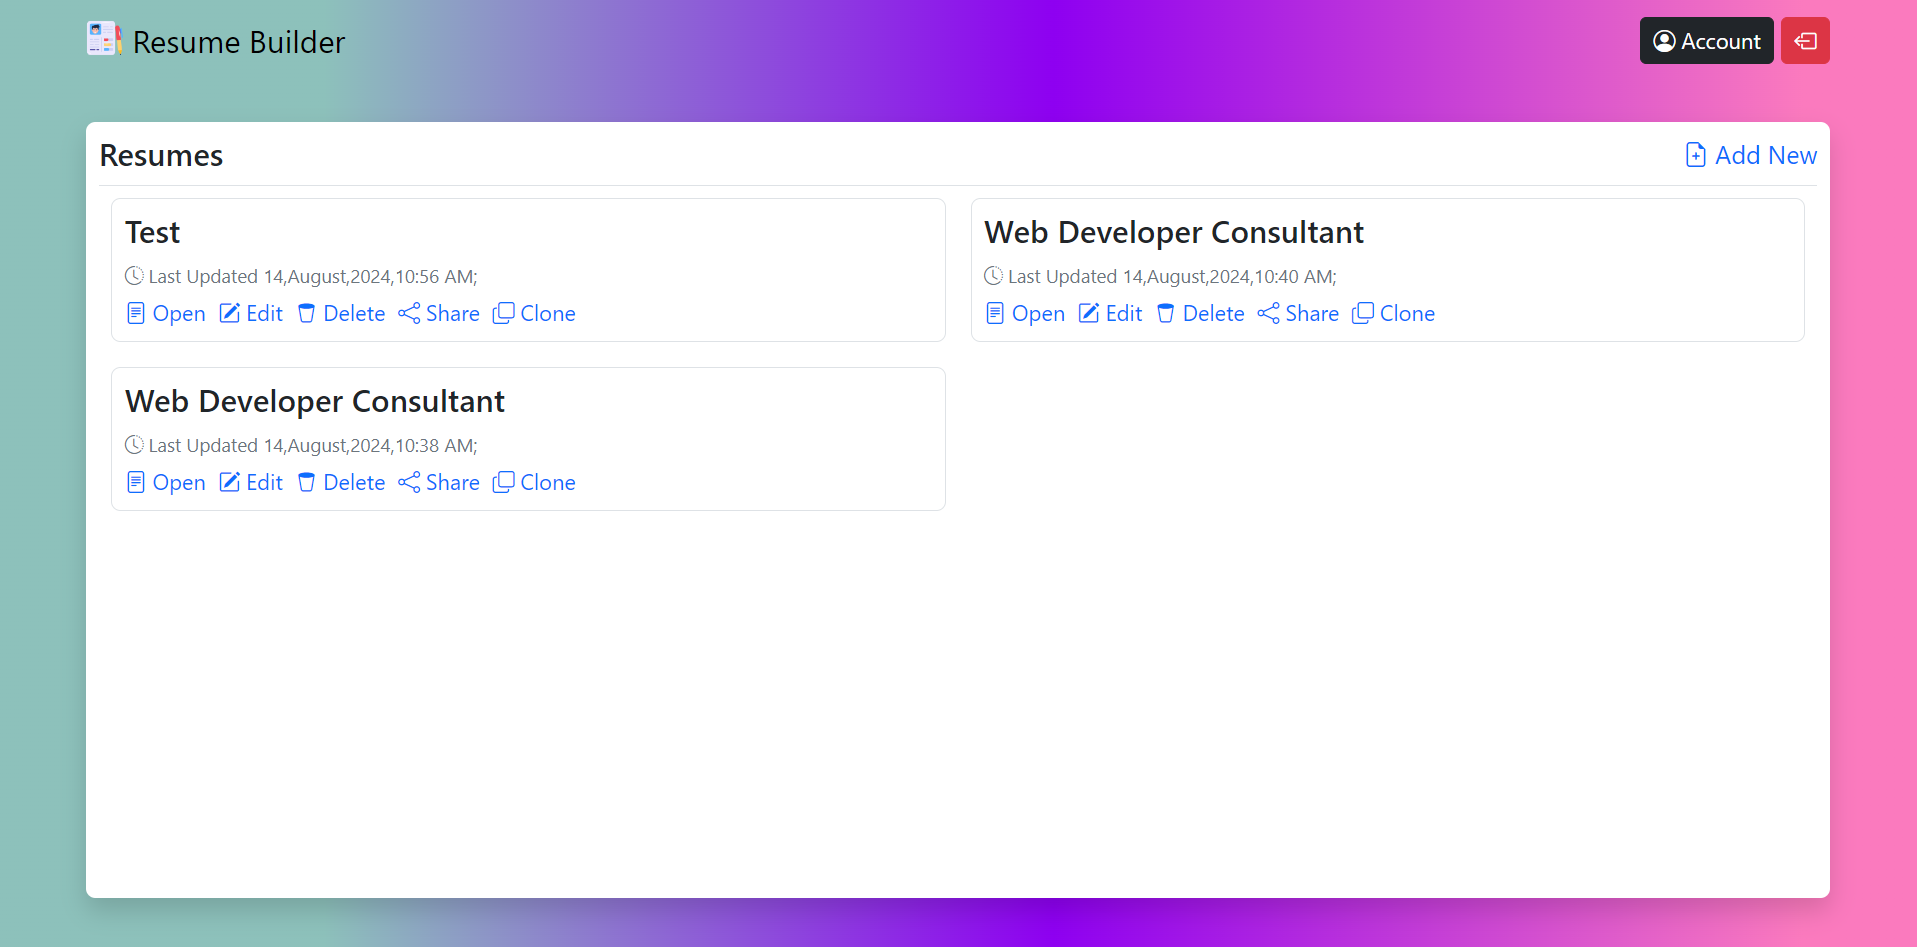 Resume Builder
Account
Resumes
Add New
Test
Last Updated 14,August,2024,10:56 AM;
Open Edit Delete Share Clone
Web Developer Consultant
Last Updated 14,August,2024,10:40 AM;
Open Edit Delete Share Clone
Web Developer Consultant
Last Updated 14,August,2024,10:38 AM;
Open Edit Delete Share Clone